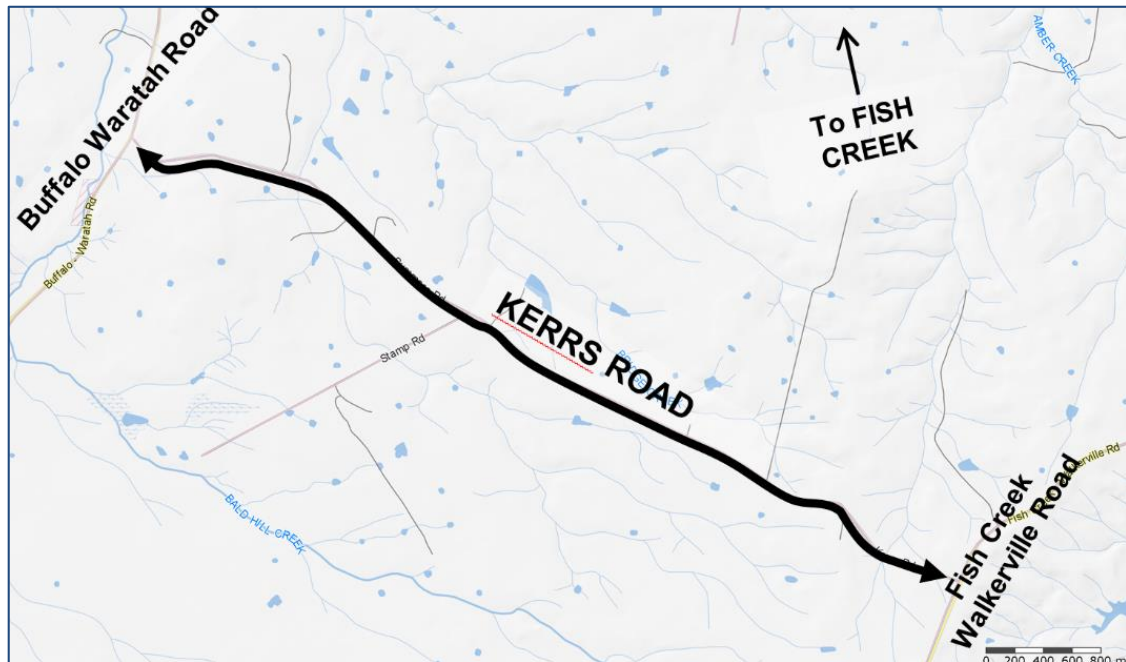 Buffalo Waratah Road
To FISH
CREEK
AMBER CREEK
Buffalo - Waratah Rd
KERRS ROAD
Stamp Rd
BALD HILL CREEK
Fish Creek
Walkerville Road
0 200 400 600 800 m